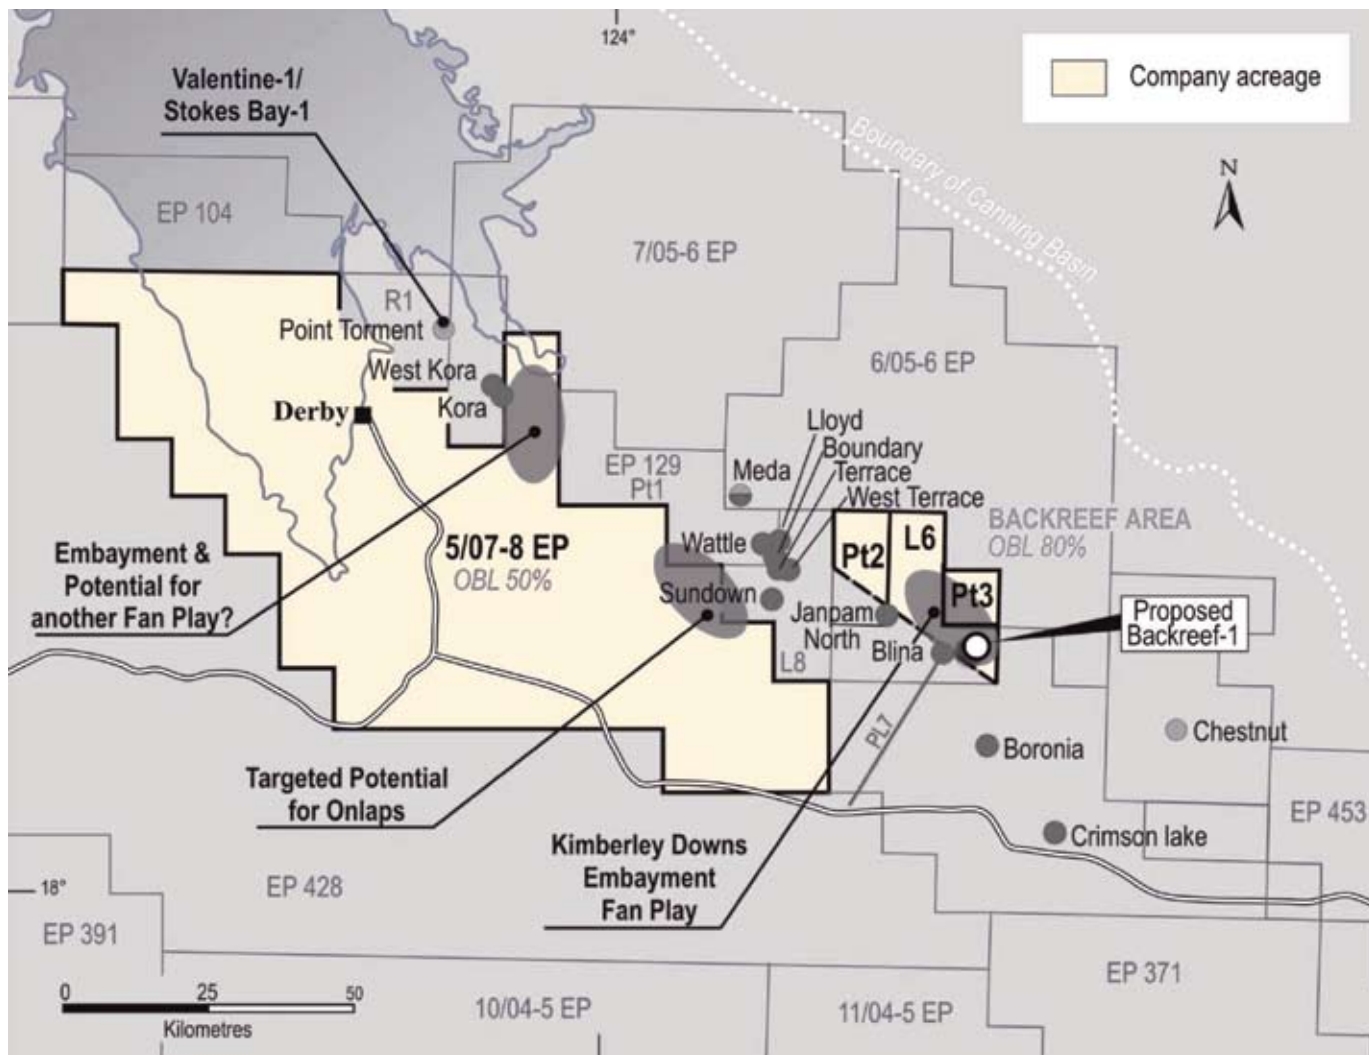 124°
Valentine-1/
Stokes Bay-1
Company acreage
Boundary of Canning Basin
N
EP 104
7/05-6 EP
R1
Point Torment
West Kora
Kora
Derby
6/05-6 EP
Lloyd
Boundary
Terrace
West Terrace
EP 129
Pt1
Meda
Wattle
Sundown
5/07-8 EP
OBL 50%
Embayment &
Potential for
another Fan Play?
Pt2
L6
Pt3
BACKREEF AREA
OBL 80%
Proposed
Backreef-1
Janpam
North
Blina
L8
PL7
Boronia
Chestnut
Targeted Potential
for Onlaps
Kimberley Downs
Embayment
Fan Play
Crimson lake
EP 453
18°
EP 428
EP 391
EP 371
10/04-5 EP
11/04-5 EP
0 25 50
Kilometres